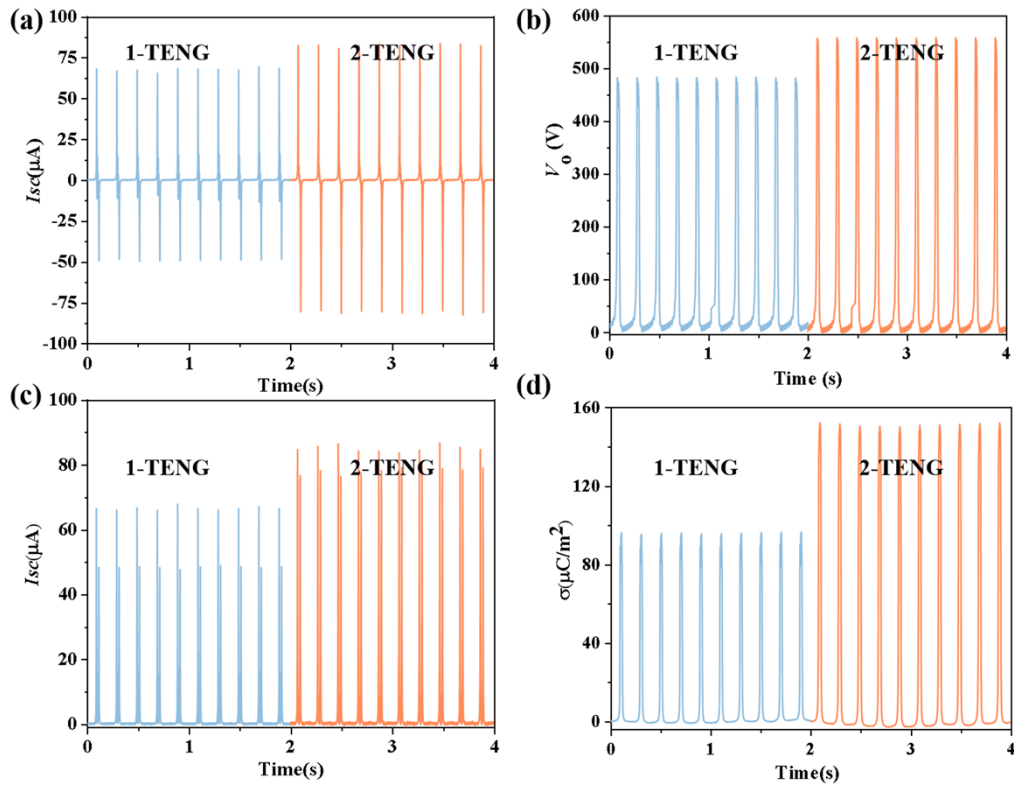 (a)
100
75
50
25
0
-25
-50
-75
-100
Isc(μA)
1-TENG
2-TENG
0 1 2 3 4
Time(s)
(b)
600
500
400
300
200
100
0
Vo (V)
1-TENG
2-TENG
0 1 2 3 4
Time (s)
(c)
100
80
60
40
20
0
Isc(μA)
1-TENG
2-TENG
0 1 2 3 4
Time(s)
(d)
160
120
80
40
0
σ(μC/m²)
1-TENG
2-TENG
0 1 2 3 4
Time(s)